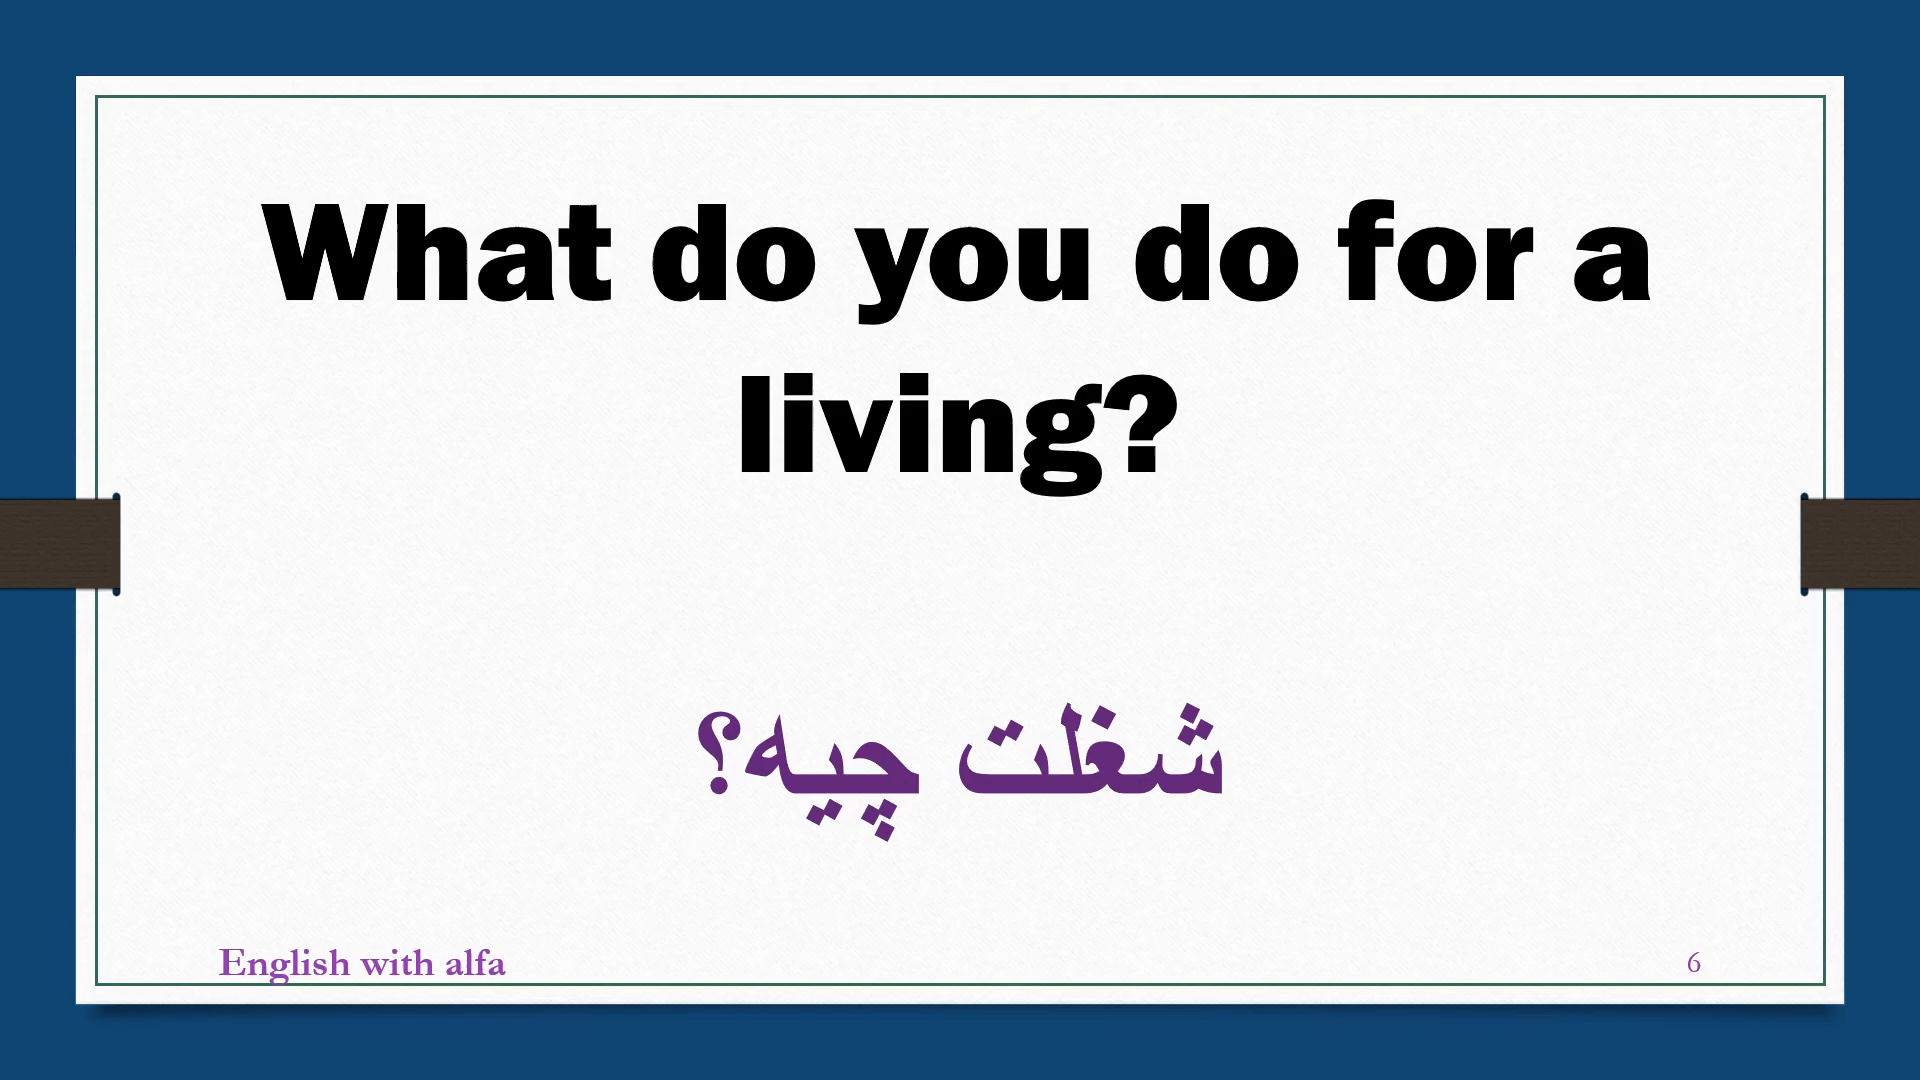 What do you do for a
living?
شغلت چیه؟
English with alfa
6